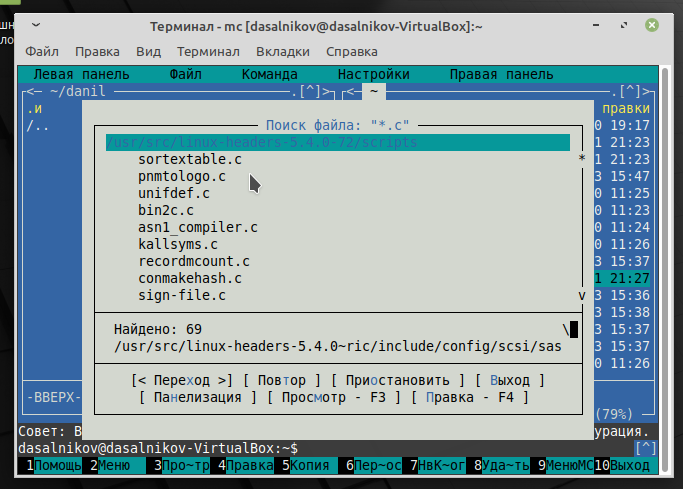 шн
ло
Терминал - mc [dasalnikov@dasalnikov-VirtualBox]:~
Файл Правка Вид Терминал Вкладки Справка
Левая панель Файл Команда Настройки Правая панель
<─ ~/danil .[^]> <─ ~ .[^]>
.и правки
/.. 0 19:17
Поиск файла: "*.c"
1 21:23
/usr/src/linux-headers-5.4.0-72/scripts
sortextable.c * 1 21:23
pnmtologo.c 3 15:47
unifdef.c 0 11:25
bin2c.c 0 11:23
asn1_compiler.c 0 11:24
kallsyms.c 0 11:26
recordmcount.c 3 15:37
conmakehash.c 1 21:27
sign-file.c v 3 15:36
3 15:38
Найдено: 69 \ 3 15:37
/usr/src/linux-headers-5.4.0~ric/include/config/scsi/sas 3 15:37
0 11:26
[< Переход >] [ Повтор ] [ Приостановить ] [ Выход ]
-ВВЕРХ- [ Панелизация ] [ Просмотр - F3 ] [ Правка - F4 ]
(79%)
Совет: В урация.
dasalnikov@dasalnikov-VirtualBox:~$ [^]
1Помощь 2Меню 3Про~тр 4Правка 5Копия 6Пер~ос 7НвК~ог 8Уда~ть 9МенюMC 10Выход